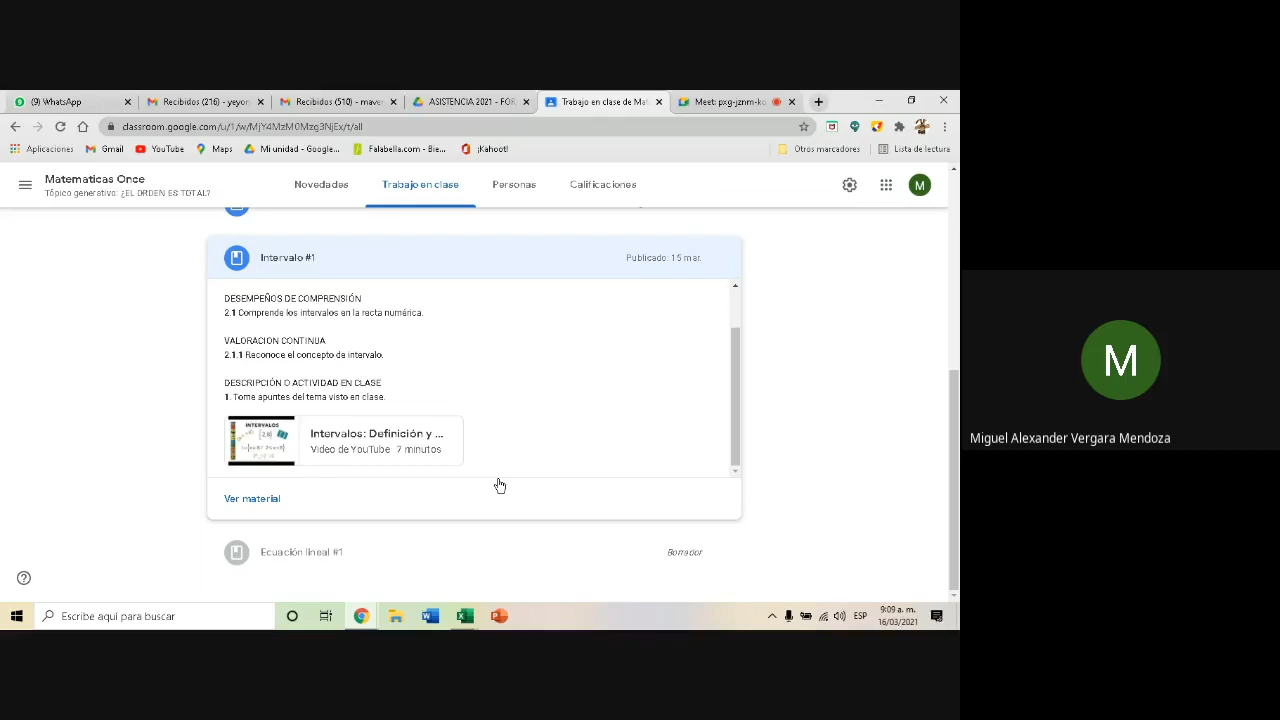 (9) WhatsApp
Recibidos (216) - yeyon
Recibidos (510) - maver
ASISTENCIA 2021 - FOR
Trabajo en clase de Mat
Meet: pxg-jznm-ko
classroom.google.com/u/1/w/MjY4MzM0Mzg3NjEx/t/all
Aplicaciones
Gmail
YouTube
Maps
Mi unidad - Google...
Falabella.com - Bie...
¡Kahoot!
Otros marcadores
Lista de lectura
Matematicas Once
Tópico generativo: ¿EL ORDEN ES TOTAL?
Novedades
Trabajo en clase
Personas
Calificaciones
M
Intervalo #1
Publicado: 15 mar.
DESEMPEÑOS DE COMPRENSIÓN
2.1 Comprende los intervalos en la recta numérica.
VALORACION CONTINUA
2.1.1 Reconoce el concepto de intervalo.
DESCRIPCIÓN O ACTIVIDAD EN CLASE
1. Tome apuntes del tema visto en clase.
INTERVALOS
Intervalos: Definición y ...
Video de YouTube 7 minutos
Ver material
Ecuación lineal #1
Borrador
M
Miguel Alexander Vergara Mendoza
Escribe aquí para buscar
ESP
9:09 a. m.
16/03/2021